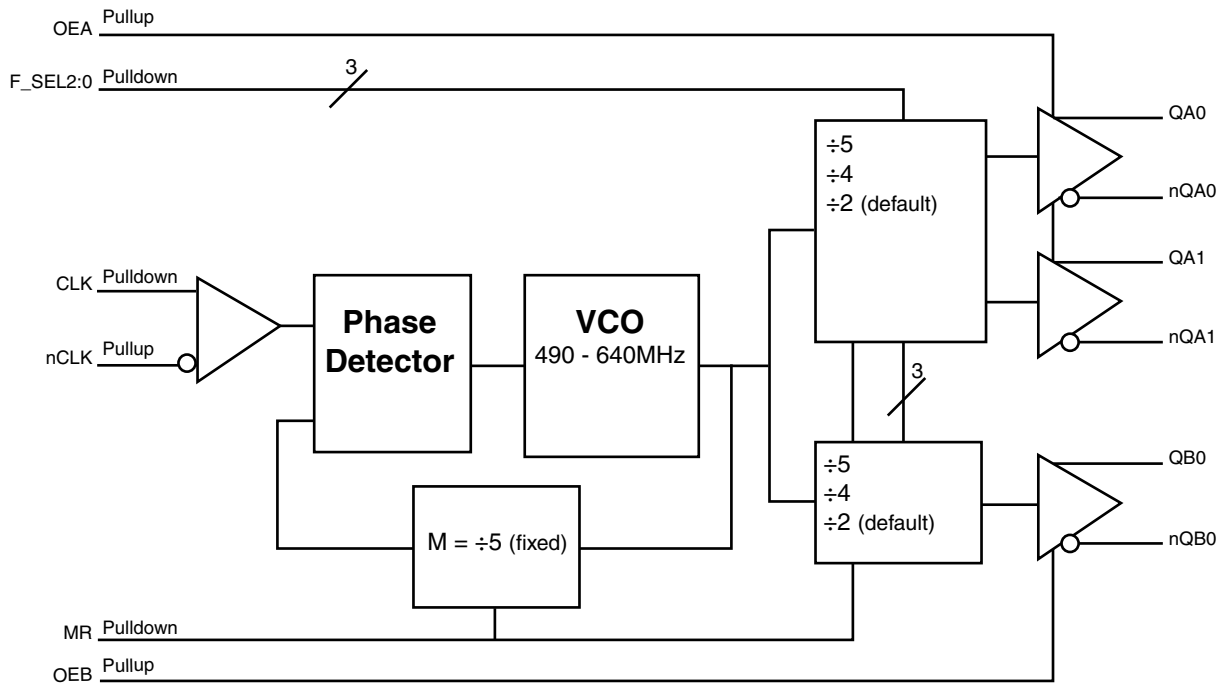 OEA Pullup
F_SEL2:0 Pulldown
3
÷5
÷4
÷2 (default)
QA0
nQA0
QA1
nQA1
CLK Pulldown
nCLK Pullup
Phase
Detector
VCO
490 - 640MHz
3
÷5
÷4
÷2 (default)
QB0
nQB0
M = ÷5 (fixed)
MR Pulldown
OEB Pullup